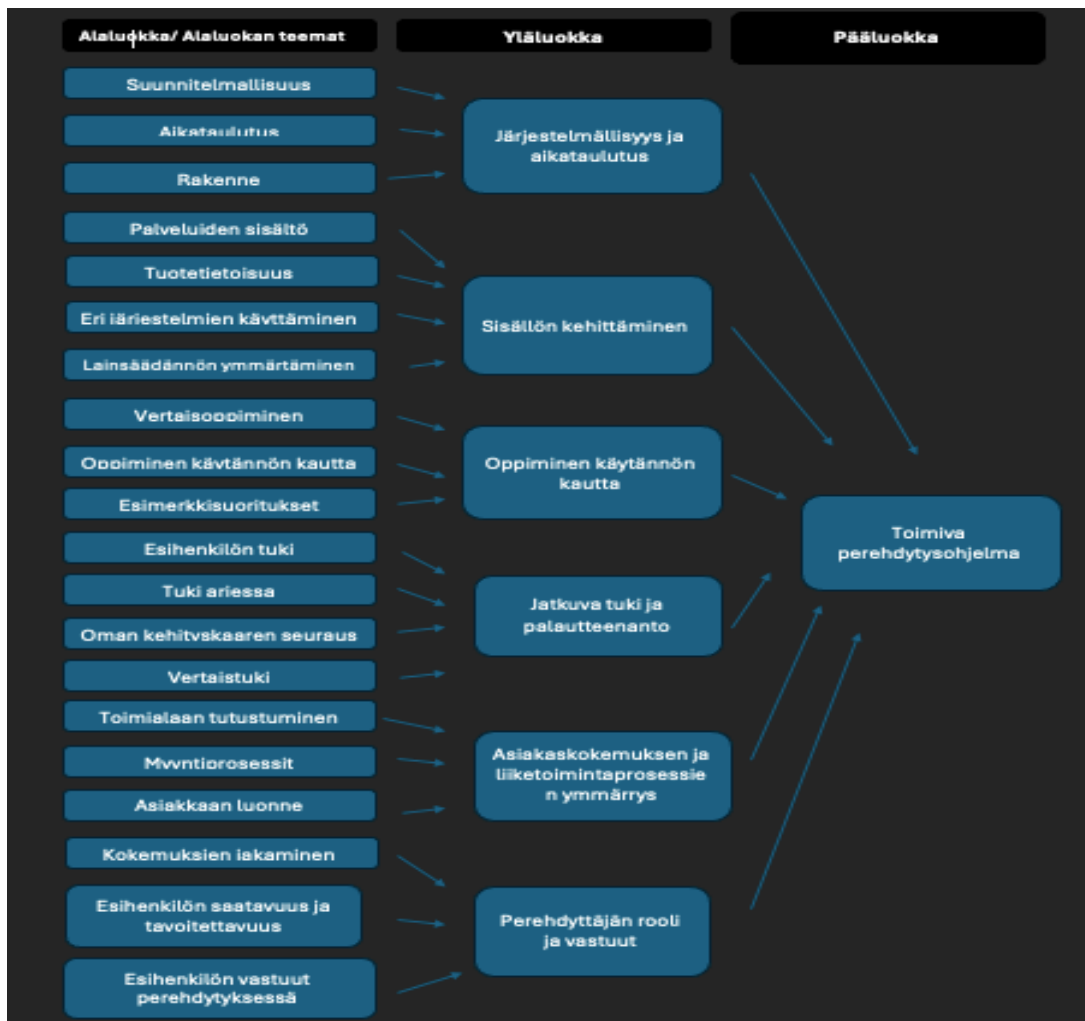 Alaluokka/ Alaluokan teemat
Yläluokka
Pääluokka
Suunnitelmallisuus
Aikataulutus
Rakenne
Järjestelmällisyys ja
aikataulutus
Palveluiden sisältö
Tuotetietoisuus
Eri järjestelmien käyttäminen
Lainsäädännön ymmärtäminen
Sisällön kehittäminen
Vertaisoppiminen
Oppiminen käytännön kautta
Esimerkkisuoritukset
Oppiminen käytännön
kautta
Esihenkilön tuki
Tuki arjessa
Oman kehityskaaren seuraus
Vertaistuki
Jatkuva tuki ja
palautteenanto
Toimialaan tutustuminen
Myyntiprosessit
Asiakkaan luonne
Asiakaskokemuksen ja
liiketoimintaprosessie
n ymmärrys
Kokemuksien jakaminen
Esihenkilön saatavuus ja
tavoitettavuus
Esihenkilön vastuut
perehdytyksessä
Perehdyttäjän rooli
ja vastuut
Toimiva
perehdytysohjelma